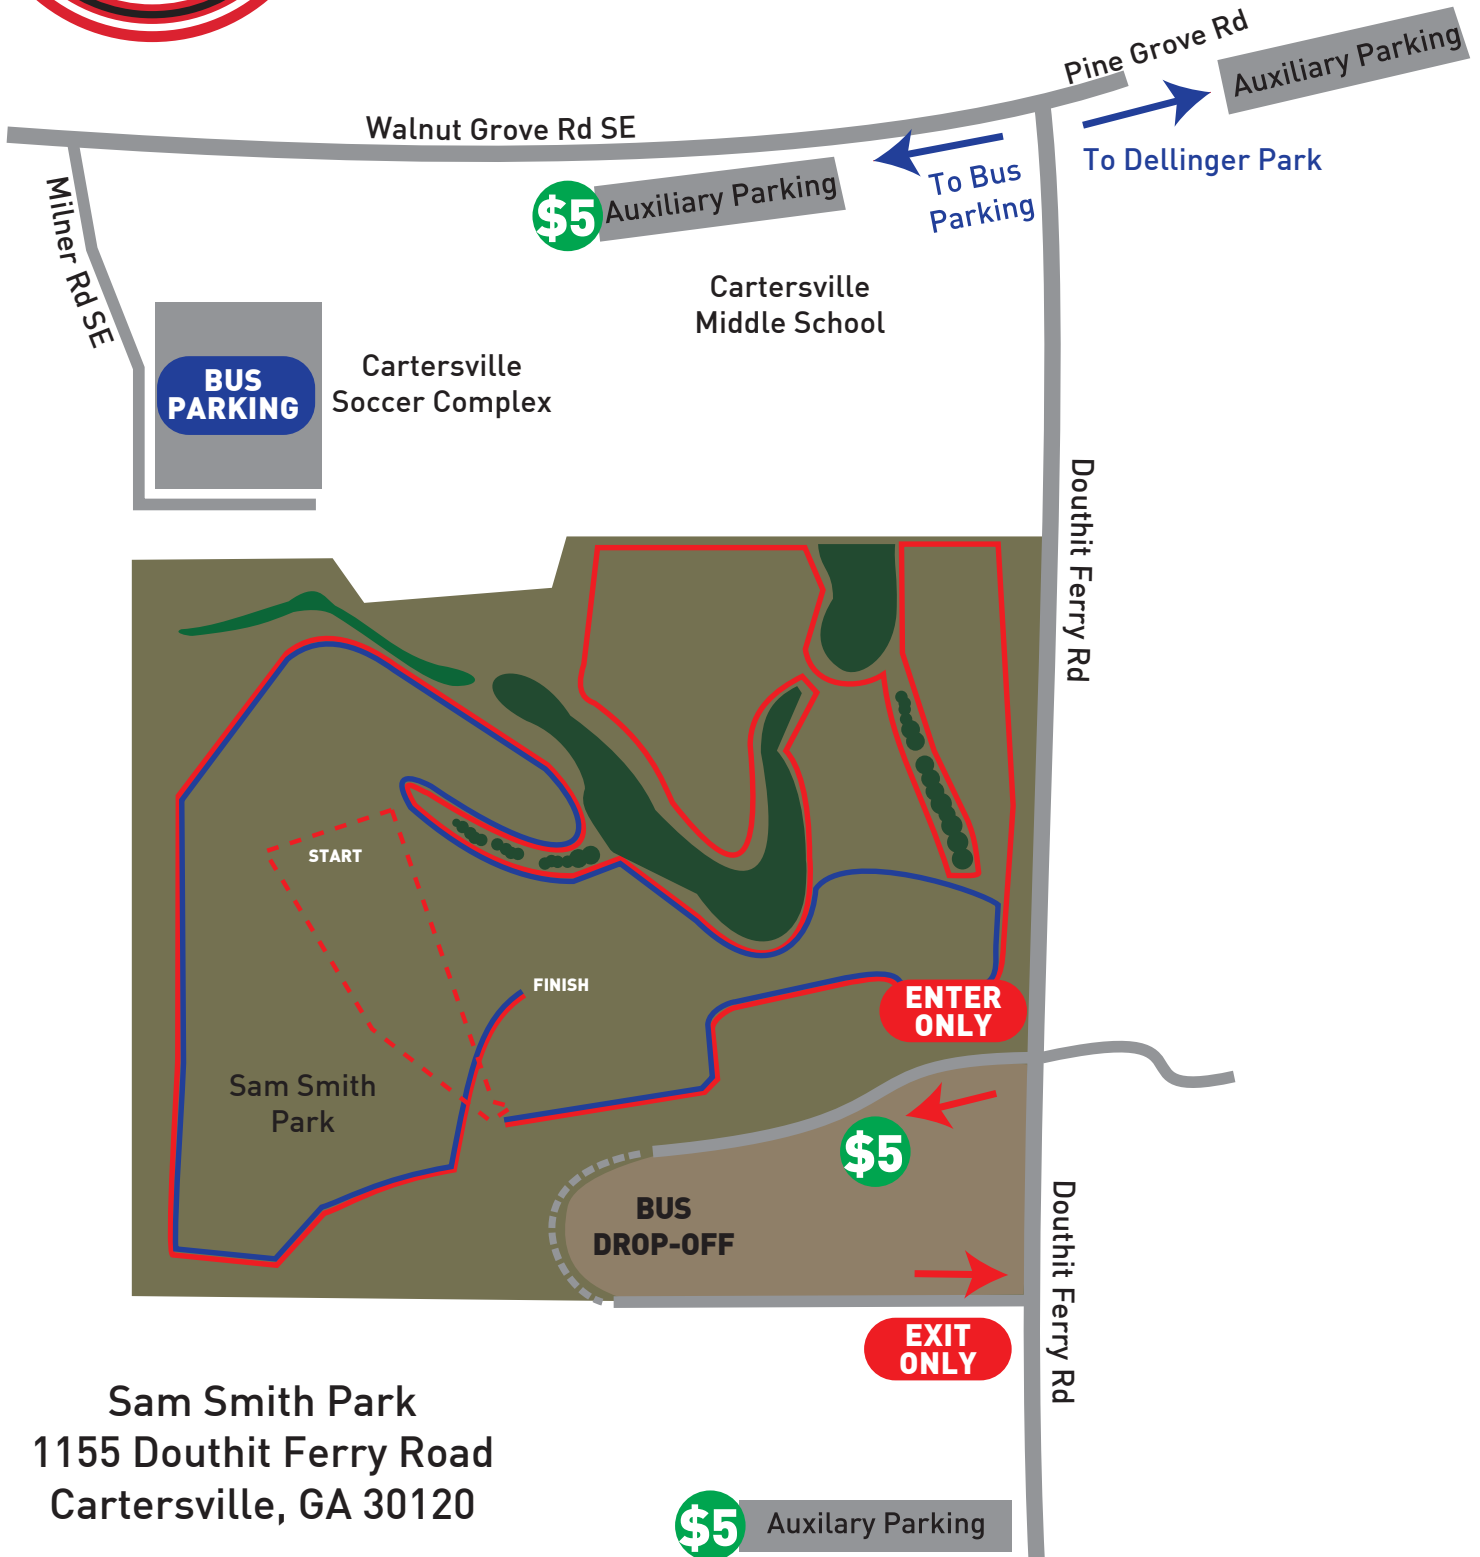 Pine Grove Rd
Auxiliary Parking
Walnut Grove Rd SE
To Dellinger Park
To Bus
Parking
$5
Auxiliary Parking
Milner Rd SE
Cartersville
Middle School
BUS
PARKING
Cartersville
Soccer Complex
Douthit Ferry Rd
START
FINISH
ENTER
ONLY
Sam Smith
Park
$5
BUS
DROP-OFF
Douthit Ferry Rd
EXIT
ONLY
Sam Smith Park
1155 Douthit Ferry Road
Cartersville, GA 30120
$5
Auxilary Parking